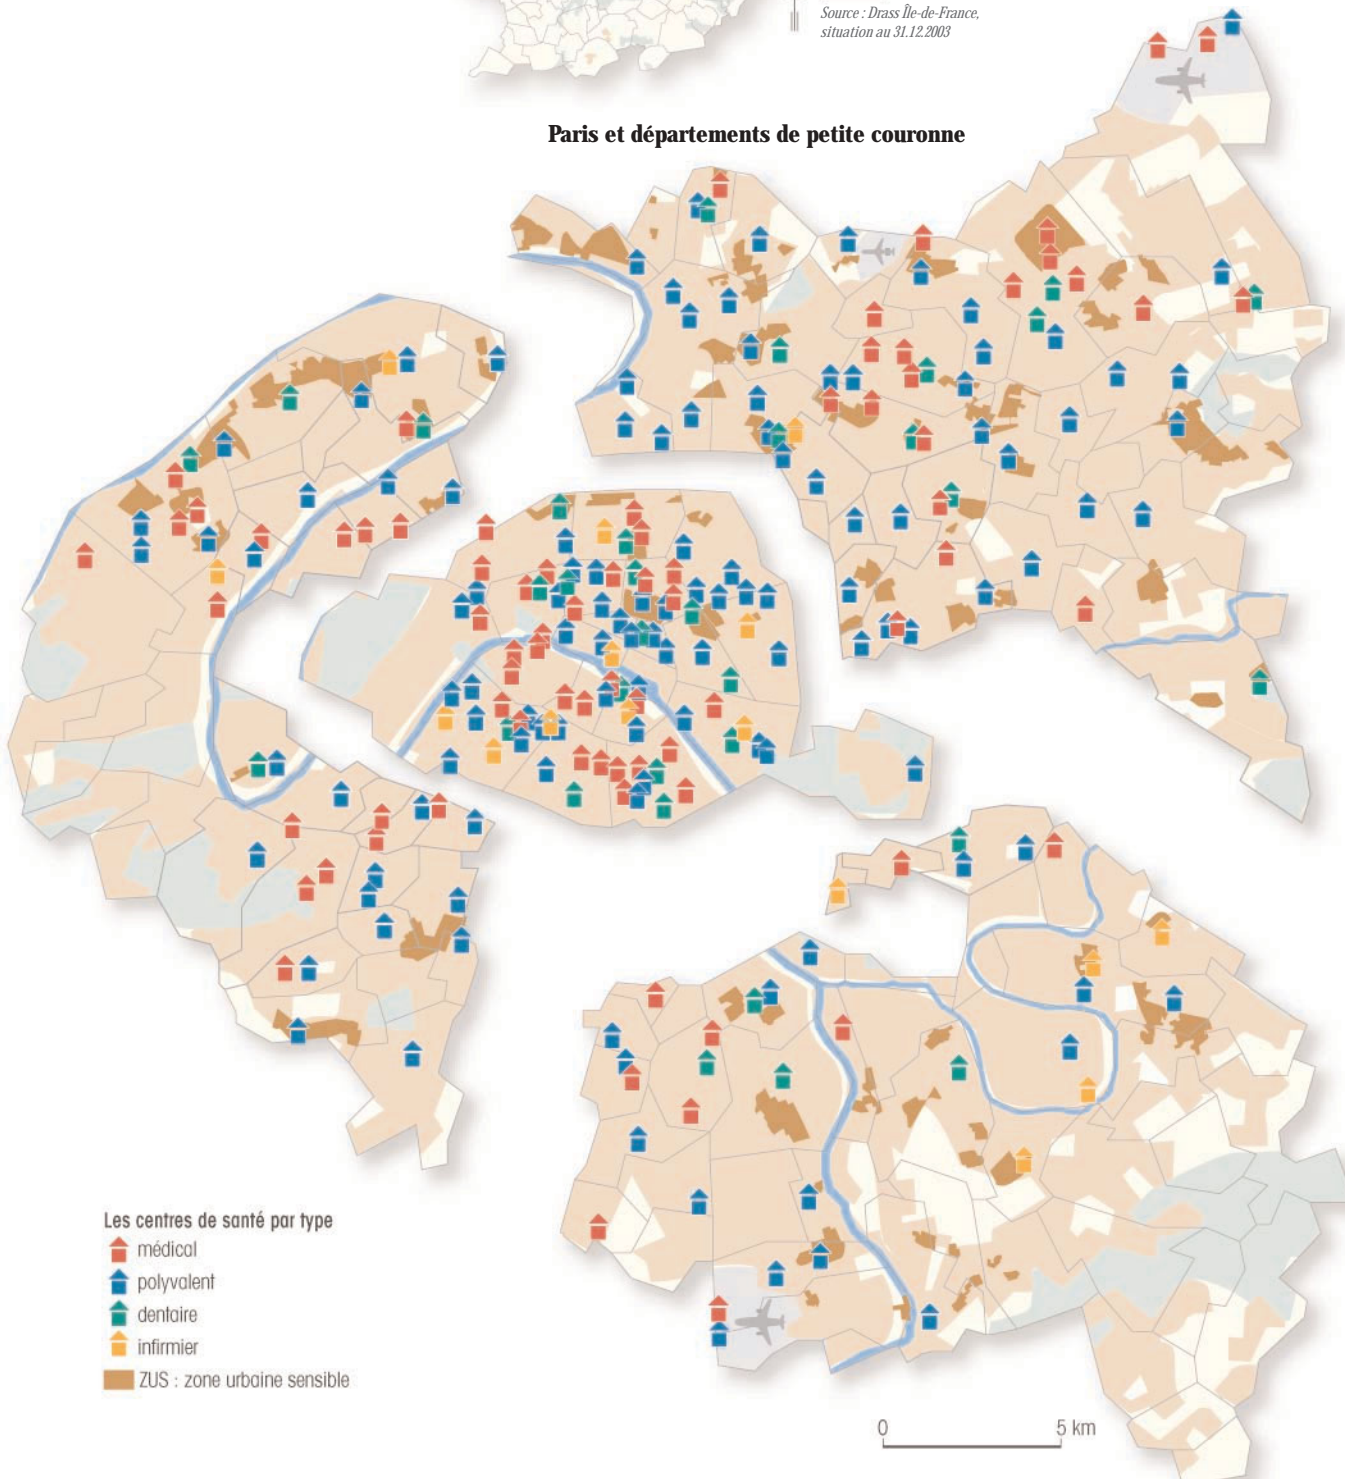 Source : Drass Île-de-France,
situation au 31.12.2003
Paris et départements de petite couronne
Les centres de santé par type
médical
polyvalent
dentaire
infirmier
ZUS : zone urbaine sensible
0 5 km